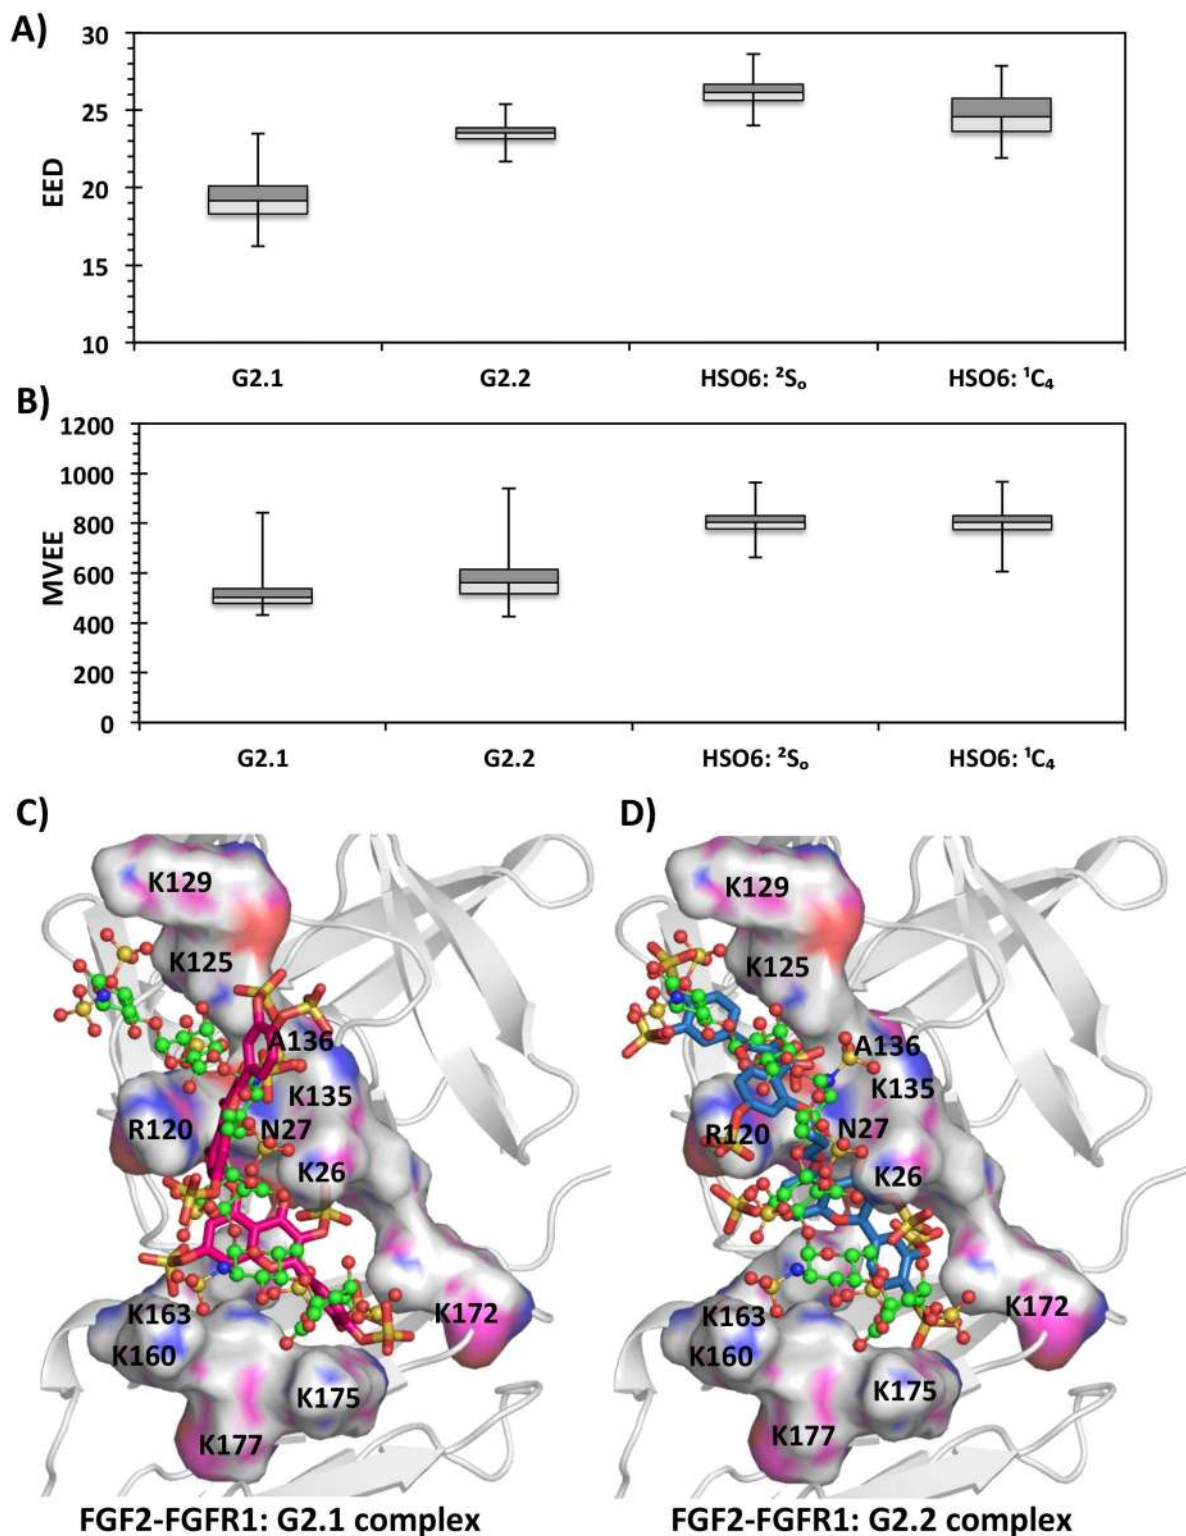 A)
30
25
20
15
10
EED
G2.1 G2.2 HSO6: ²Sₒ HSO6: ¹C₄
B)
1200
1000
800
600
400
200
0
MVEE
G2.1 G2.2 HSO6: ²Sₒ HSO6: ¹C₄
C)
K129
K125
A136
K135
R120
N27
K26
K163
K172
K160
K175
K177
FGF2-FGFR1: G2.1 complex
D)
K129
K125
A136
K135
R120
N27
K26
K163
K172
K160
K175
K177
FGF2-FGFR1: G2.2 complex